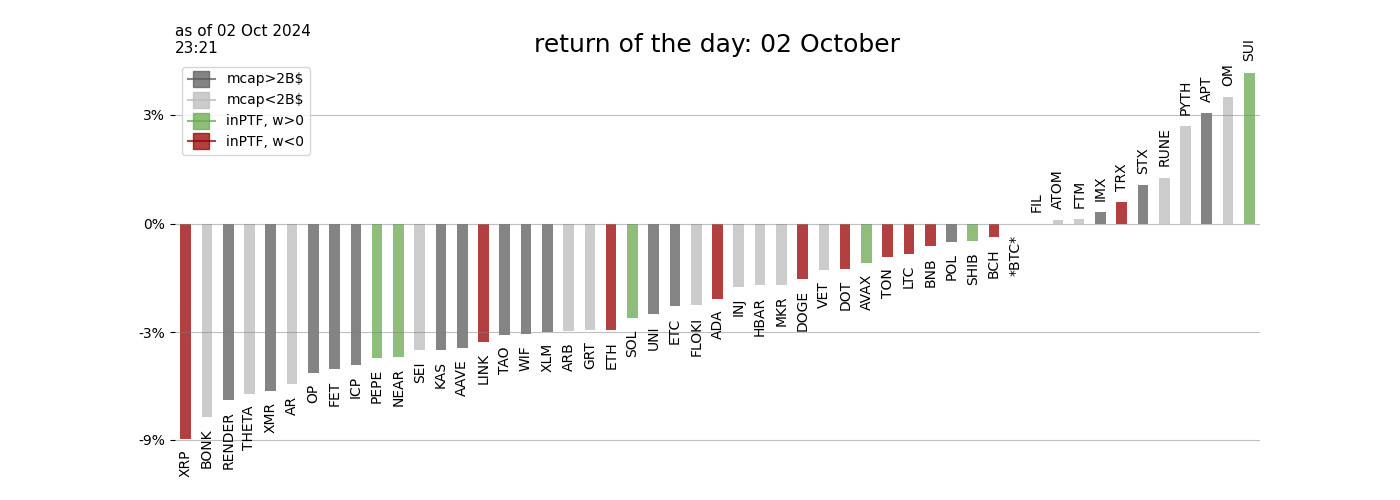 as of 02 Oct 2024
23:21
return of the day: 02 October
mcap>2B$
mcap<2B$
inPTF, w>0
inPTF, w<0
3%
0%
-3%
-9%
XRP
BONK
RENDER
THETA
XMR
AR
OP
FET
ICP
PEPE
NEAR
SEI
KAS
AAVE
LINK
TAO
WIF
XLM
ARB
GRT
ETH
SOL
UNI
ETC
FLOKI
ADA
INJ
HBAR
MKR
DOGE
VET
DOT
AVAX
TON
LTC
BNB
POL
SHIB
BCH
*BTC*
FIL
ATOM
FTM
IMX
TRX
STX
RUNE
PYTH
APT
OM
SUI